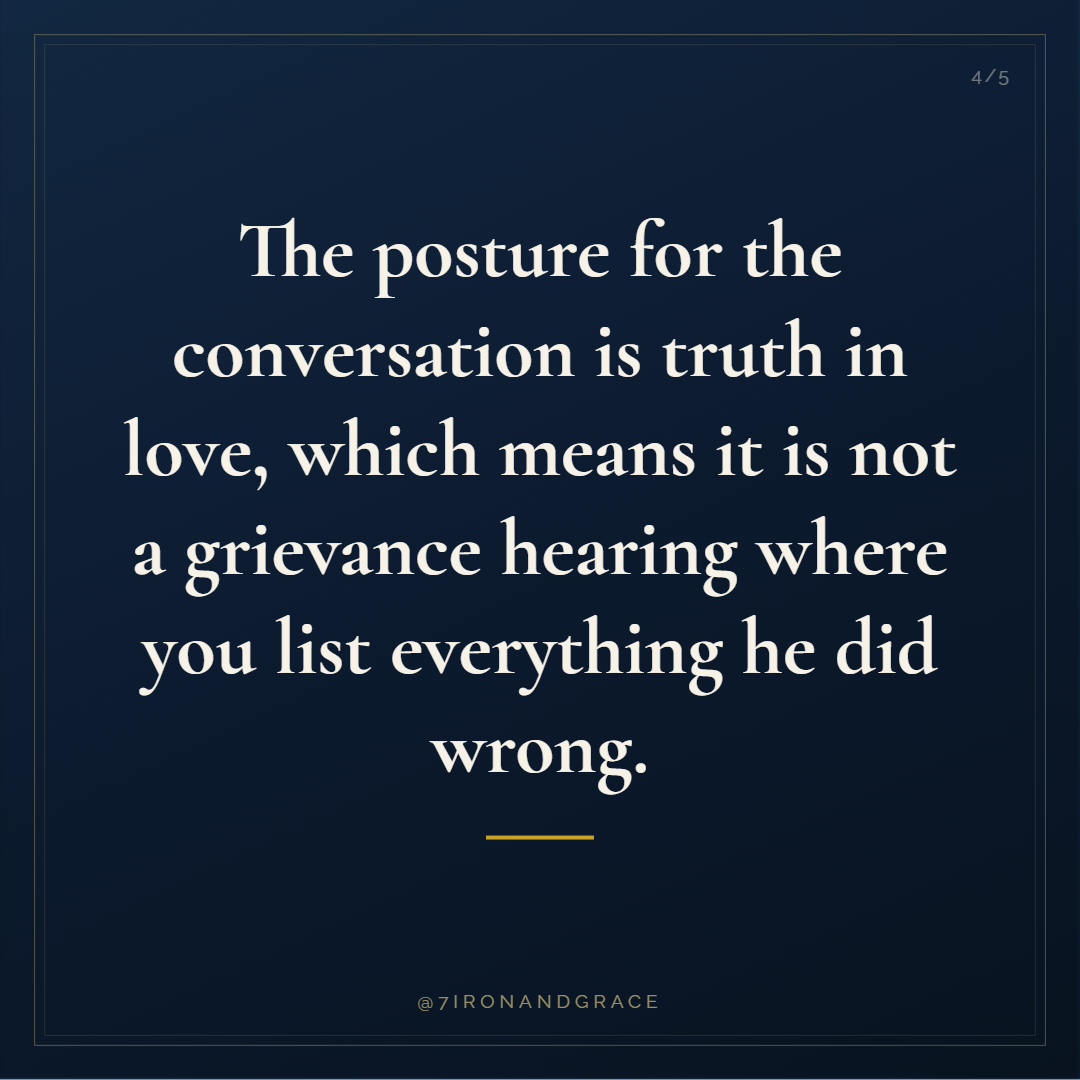 4/5
The posture for the
conversation is truth in
love, which means it is not
a grievance hearing where
you list everything he did
wrong.
@7IRONANDGRACE